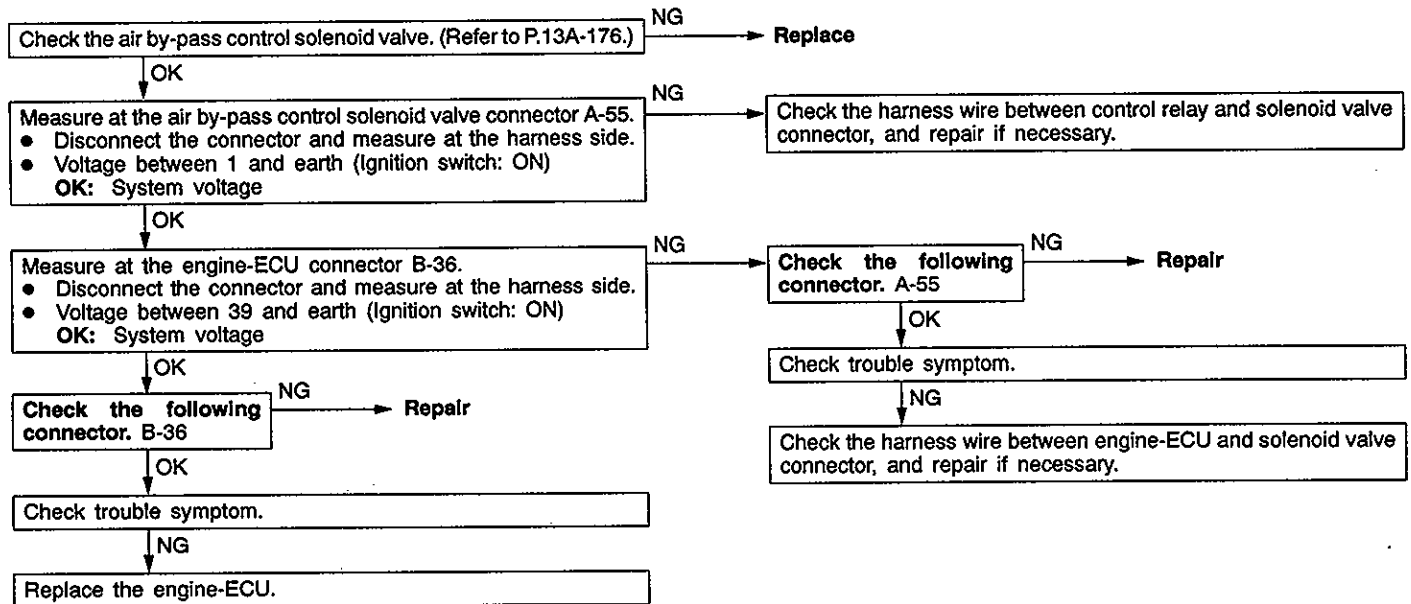 Check the air by-pass control solenoid valve. (Refer to P.13A-176.)
NG
Replace
OK
Measure at the air by-pass control solenoid valve connector A-55.
● Disconnect the connector and measure at the harness side.
● Voltage between 1 and earth (Ignition switch: ON)
OK: System voltage
NG
Check the harness wire between control relay and solenoid valve
connector, and repair if necessary.
OK
Measure at the engine-ECU connector B-36.
● Disconnect the connector and measure at the harness side.
● Voltage between 39 and earth (Ignition switch: ON)
OK: System voltage
NG
Check the following
connector. A-55
NG
Repair
OK
Check trouble symptom.
NG
Check the harness wire between engine-ECU and solenoid valve
connector, and repair if necessary.
OK
Check the following
connector. B-36
NG
Repair
OK
Check trouble symptom.
NG
Replace the engine-ECU.